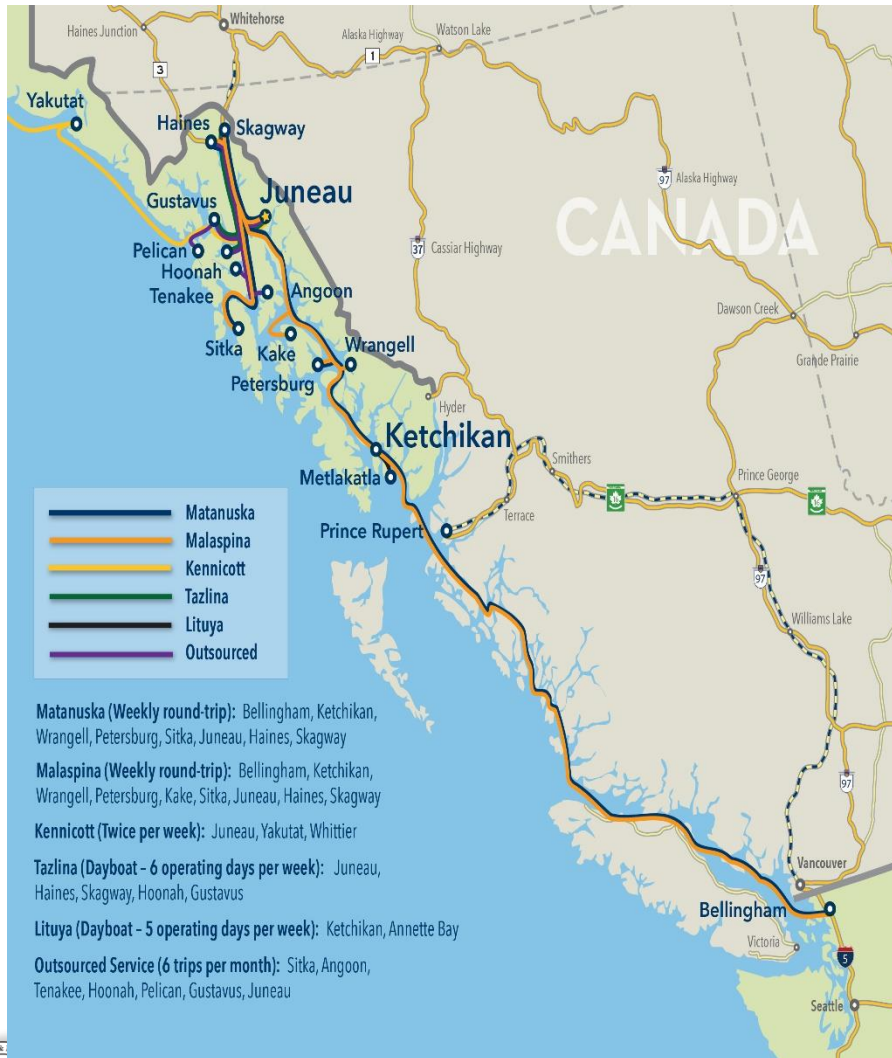 Whitehorse
Haines Junction
Alaska Highway
Watson Lake
1
3
Yakutat
Haines
Skagway
97
Alaska Highway
Juneau
Gustavus
CANADA
37
Cassiar Highway
Pelican
Hoonah
Tenakee
Angoon
Dawson Creek
Sitka
Kake
Wrangell
Grande Prairie
Petersburg
Hyder
Ketchikan
Smithers
Metlakatla
Prince George
Terrace
Prince Rupert
Matanuska
Malaspina
Kennicott
Tazlina
Lituya
Outsourced
97
Williams Lake
Matanuska (Weekly round-trip): Bellingham, Ketchikan,
Wrangell, Petersburg, Sitka, Juneau, Haines, Skagway
Malaspina (Weekly round-trip): Bellingham, Ketchikan,
Wrangell, Petersburg, Kake, Sitka, Juneau, Haines, Skagway
97
Kennicott (Twice per week): Juneau, Yakutat, Whittier
Tazlina (Dayboat – 6 operating days per week): Juneau,
Haines, Skagway, Hoonah, Gustavus
Vancouver
Bellingham
Lituya (Dayboat – 5 operating days per week): Ketchikan, Annette Bay
Victoria
5
Outsourced Service (6 trips per month): Sitka, Angoon,
Tenakee, Hoonah, Pelican, Gustavus, Juneau
Seattle